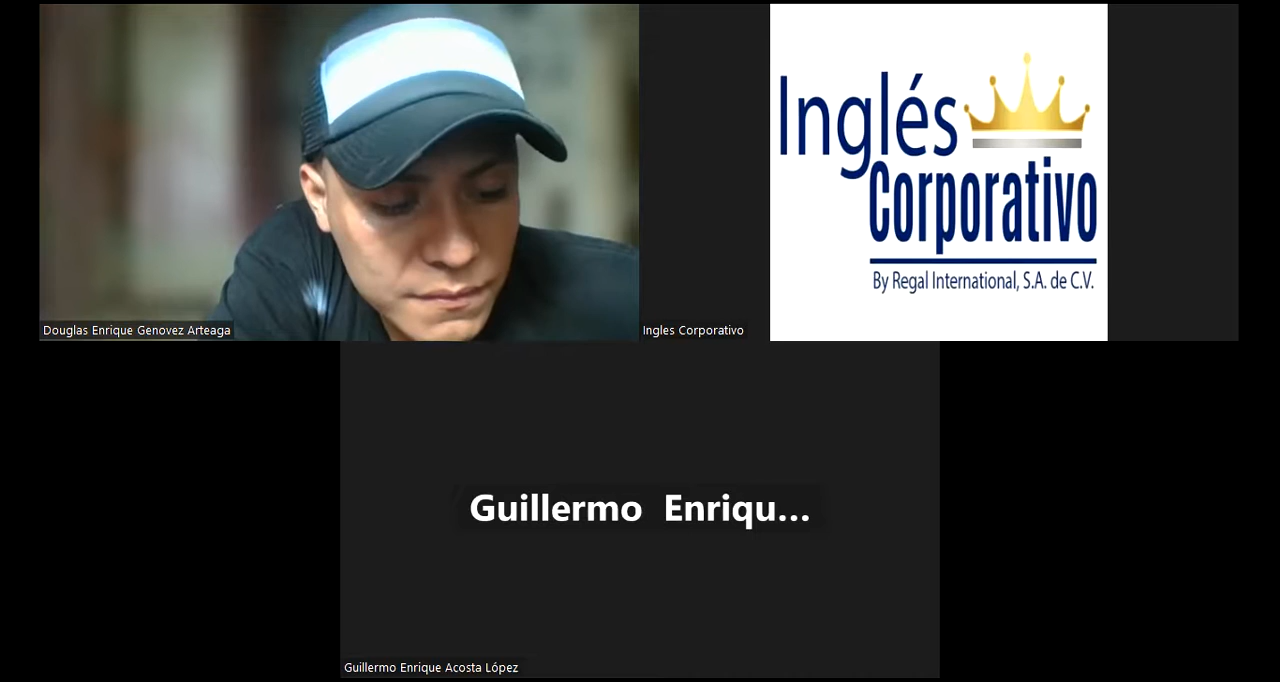 Inglés
Corporativo
By Regal International, S.A. de C.V.
Douglas Enrique Genovez Arteaga
Ingles Corporativo
Guillermo Enriqu...
Guillermo Enrique Acosta López